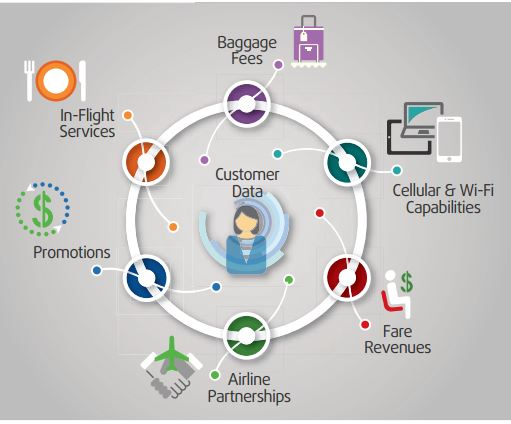 Baggage
Fees
In-Flight
Services
Customer
Data
Cellular & Wi-Fi
Capabilities
$
Promotions
$
Fare
Revenues
Airline
Partnerships